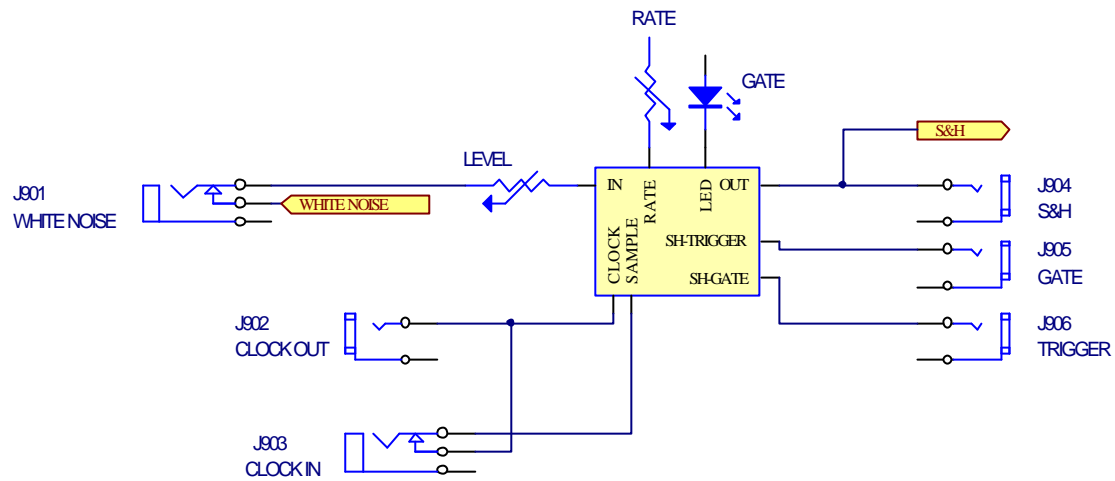 RATE
GATE
S&H
LEVEL
J901
WHITE NOISE
WHITE NOISE
IN
RATE
LED
OUT
CLOCK
SAMPLE
SH-TRIGGER
SH-GATE
J904
S&H
J905
GATE
J902
CLOCK OUT
J906
TRIGGER
J903
CLOCK IN